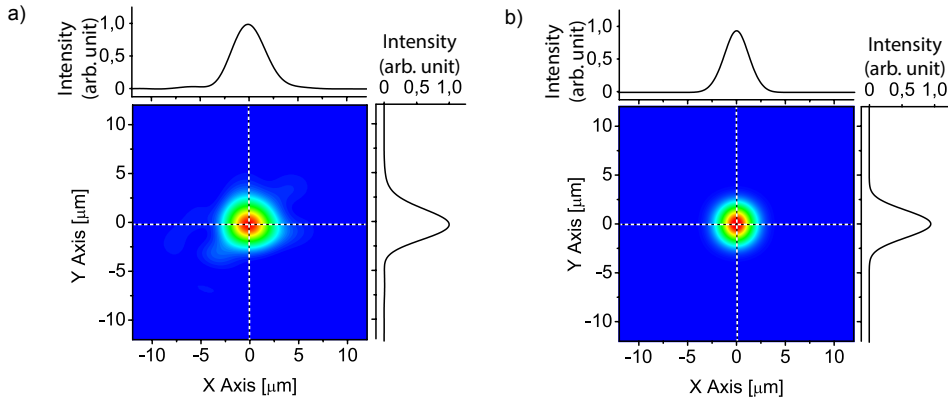 a)
Intensity
(arb. unit)
1,0
0,5
0
Intensity
(arb. unit)
0
0,5
1,0
Y Axis [μm]
10
5
0
-5
-10
-10
-5
0
5
10
X Axis [μm]
b)
Intensity
(arb. unit)
1,0
0,5
0
Intensity
(arb. unit)
0
0,5
1,0
Y Axis [μm]
10
5
0
-5
-10
-10
-5
0
5
10
X Axis [μm]